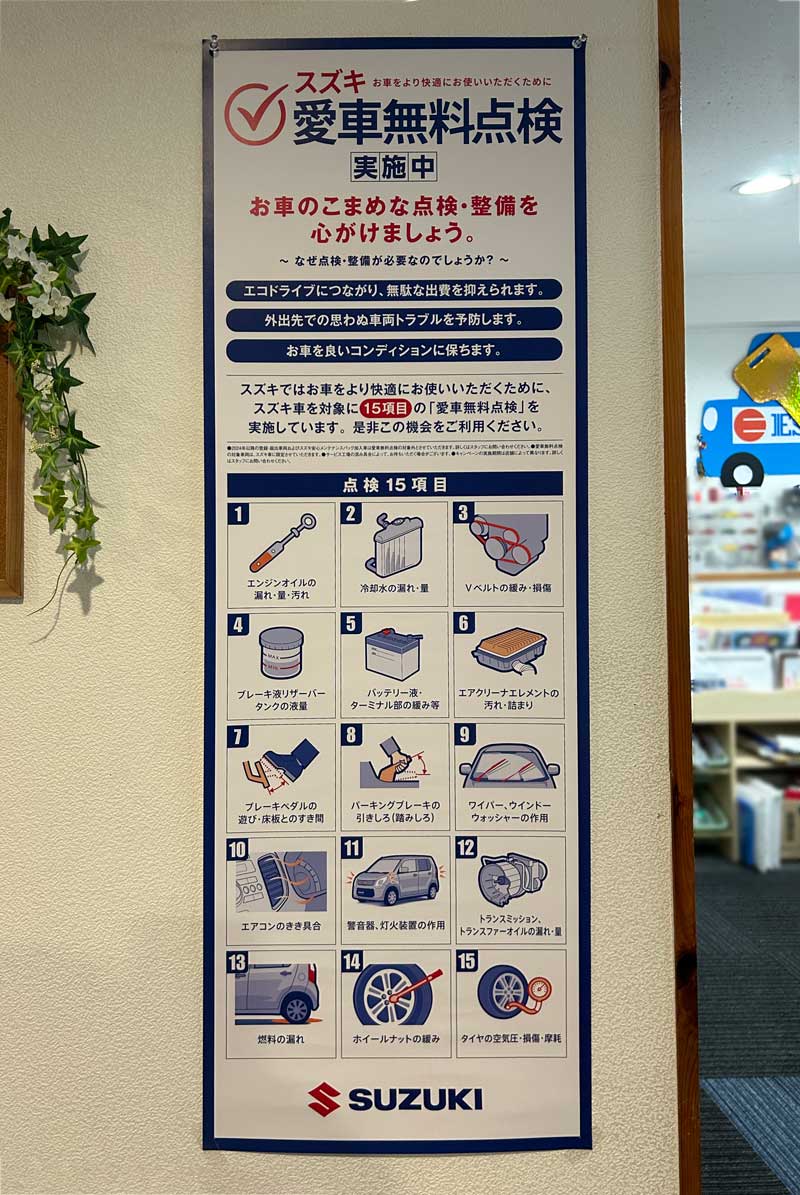 スズキ お車をより快適にお使いいただくために
愛車無料点検
実施中
お車のこまめな点検・整備を
心がけましょう。
~ なぜ点検・整備が必要なのでしょうか? ~
エコドライブにつながり、無駄な出費を抑えられます。
外出先での思わぬ車両トラブルを予防します。
お車を良いコンディションに保ちます。
スズキではお車をより快適にお使いいただくために、
スズキ車を対象に15項目の「愛車無料点検」を
実施しています。是非この機会をご利用ください。
点検15項目
1
エンジンオイルの
漏れ・量・汚れ
2
冷却水の漏れ・量
3
Vベルトの緩み・損傷
4
MAX
MIN
ブレーキ液リザーバー
タンクの液量
5
バッテリー液・
ターミナル部の緩み等
6
エアクリーナエレメントの
汚れ・詰まり
7
ブレーキペダルの
遊び・床板とのすき間
8
パーキングブレーキの
引きしろ(踏みしろ)
9
ワイパー、ウインドー
ウォッシャーの作用
10
エアコンのきき具合
11
警音器、灯火装置の作用
12
トランスミッション、
トランスファーオイルの漏れ・量
13
燃料の漏れ
14
ホイールナットの緩み
15
タイヤの空気圧・損傷・摩耗
SUZUKI